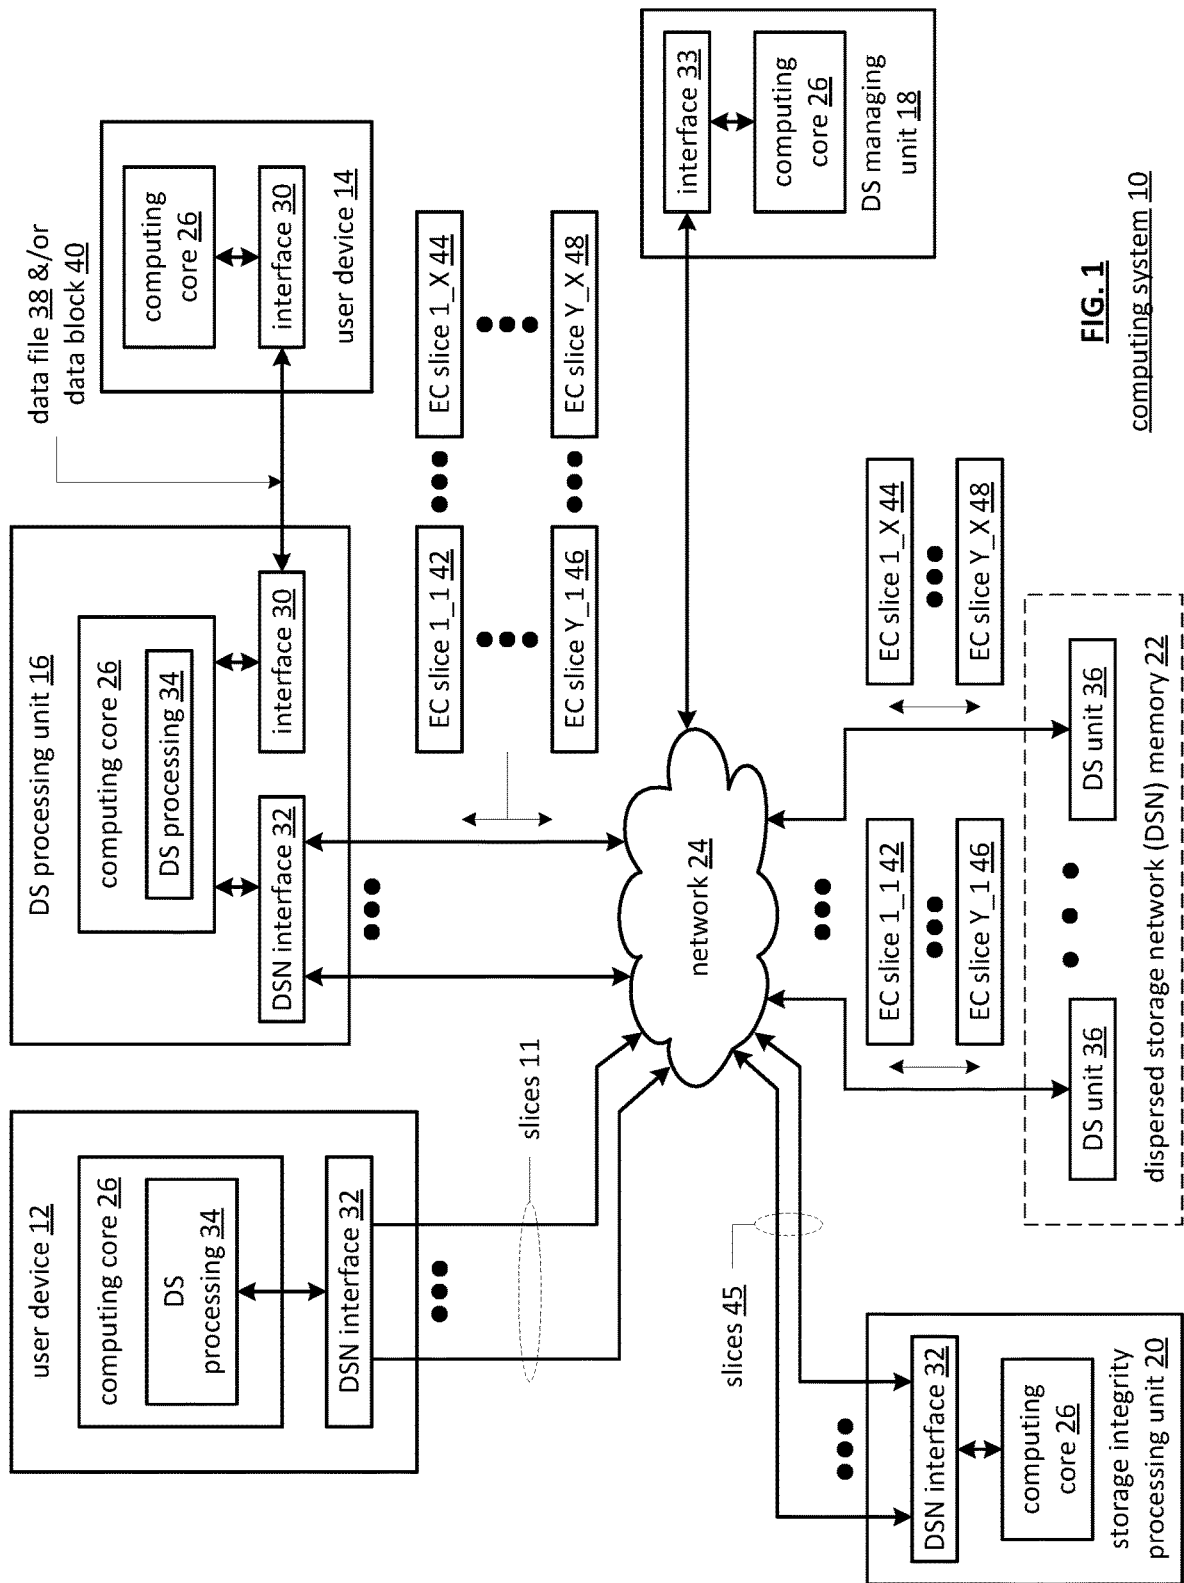 user device 12
computing core 26
DS
processing 34
DSN interface 32
slices 11
DS processing unit 16
computing core 26
DS processing 34
DSN interface 32
interface 30
data file 38 &/or
data block 40
computing
core 26
interface 30
user device 14
EC slice 1_1 42
EC slice 1_X 44
EC slice Y_1 46
EC slice Y_X 48
network 24
interface 33
computing
core 26
DS managing
unit 18
slices 45
DSN interface 32
computing
core 26
storage integrity
processing unit 20
EC slice 1_1 42
EC slice Y_1 46
EC slice 1_X 44
EC slice Y_X 48
DS unit 36
DS unit 36
dispersed storage network (DSN) memory 22
FIG. 1
computing system 10